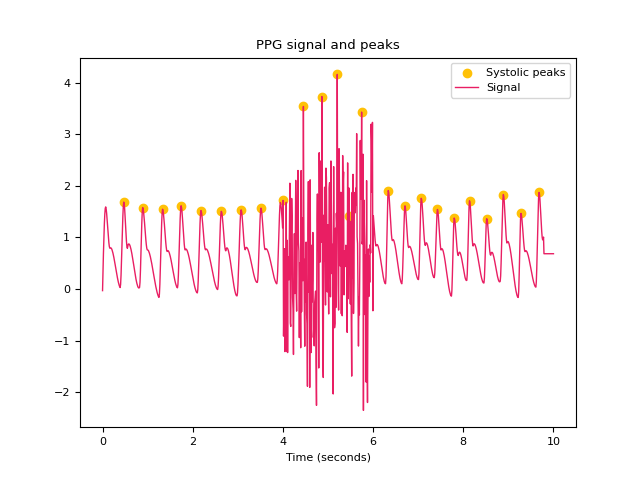 PPG signal and peaks
Systolic peaks
Signal
4
3
2
1
0
−1
−2
0 2 4 6 8 10
Time (seconds)